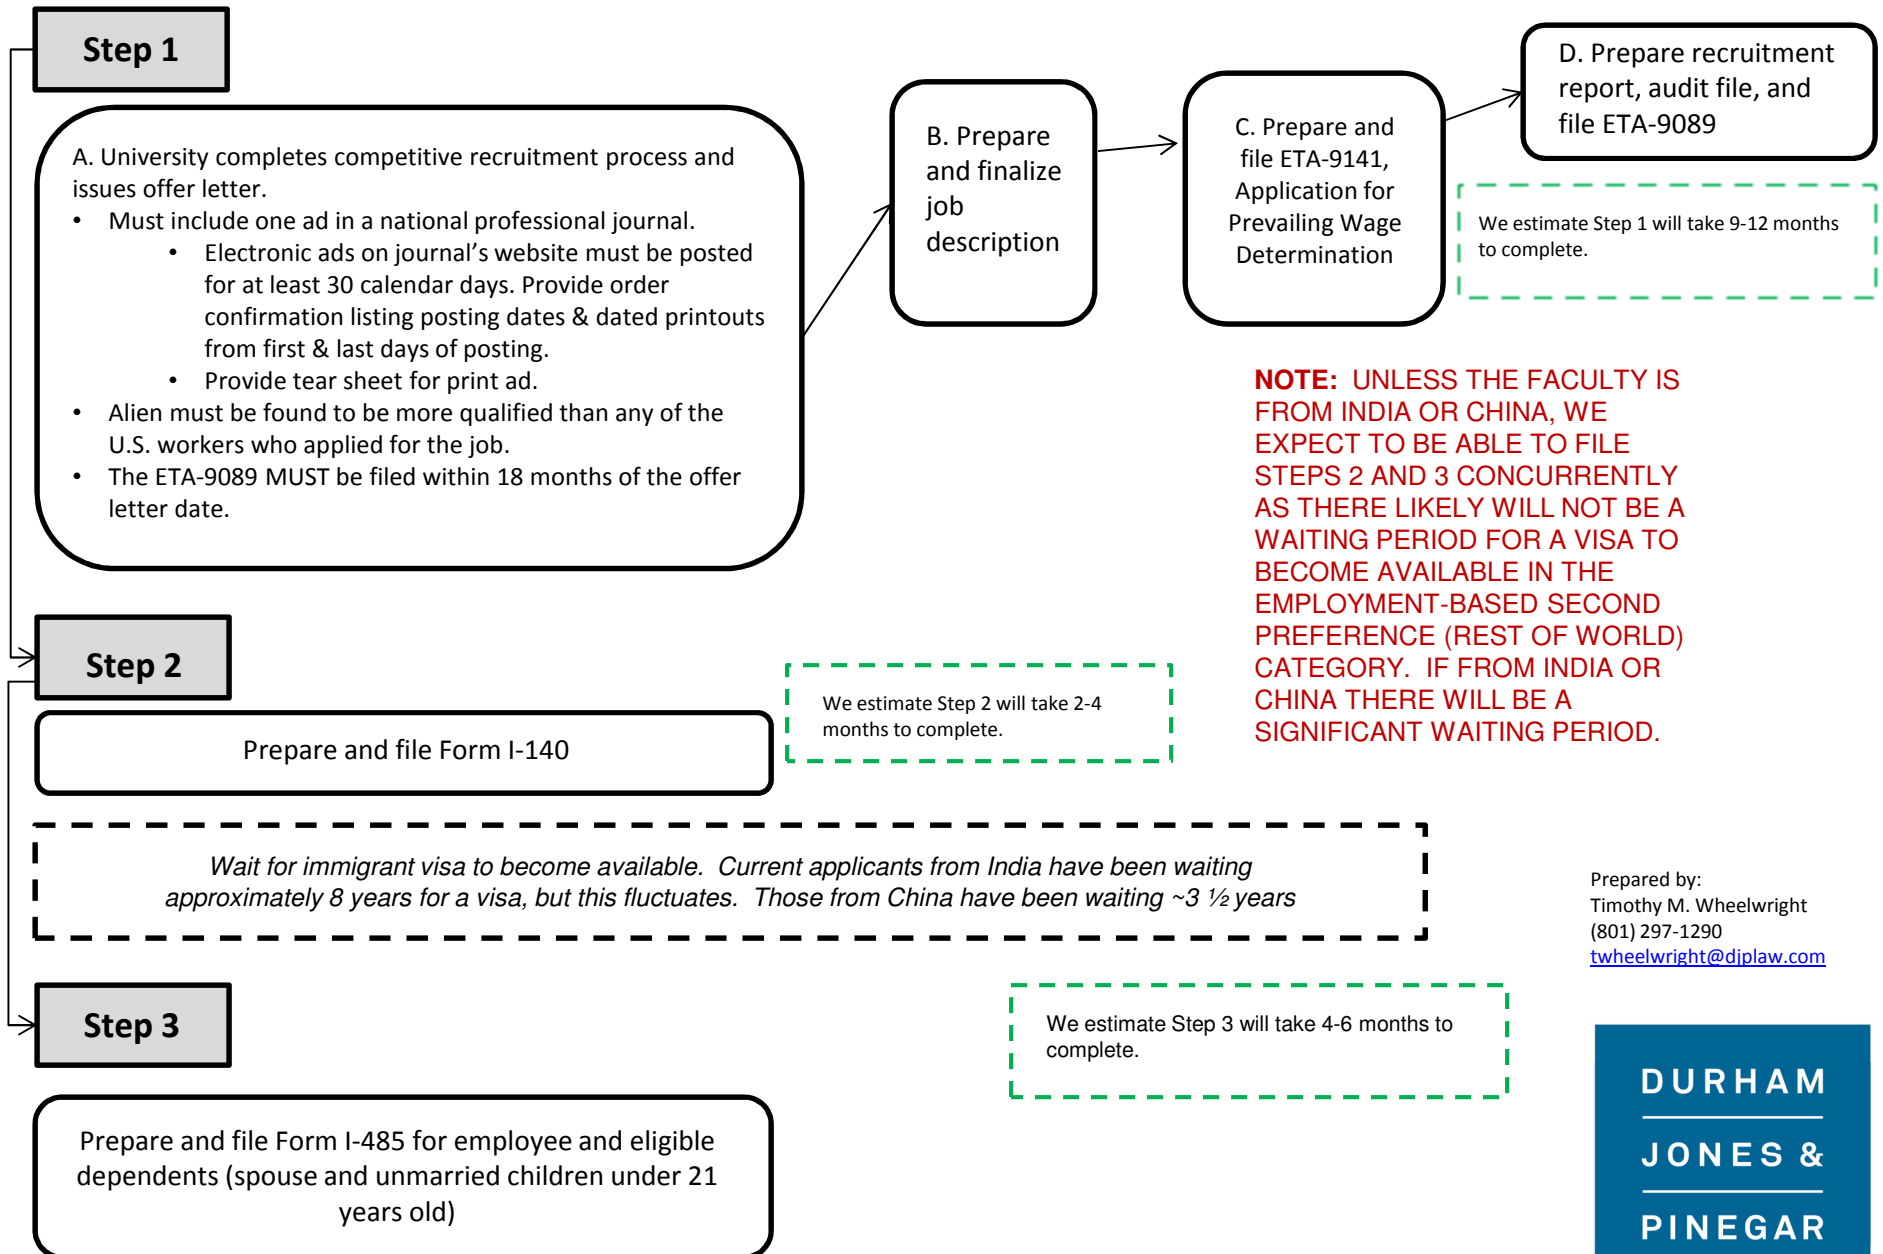 Step 1
A. University completes competitive recruitment process and
issues offer letter.
• Must include one ad in a national professional journal.
• Electronic ads on journal's website must be posted
for at least 30 calendar days. Provide order
confirmation listing posting dates & dated printouts
from first & last days of posting.
• Provide tear sheet for print ad.
• Alien must be found to be more qualified than any of the
U.S. workers who applied for the job.
• The ETA-9089 MUST be filed within 18 months of the offer
letter date.
B. Prepare
and finalize
job
description
C. Prepare and
file ETA-9141,
Application for
Prevailing Wage
Determination
D. Prepare recruitment
report, audit file, and
file ETA-9089
We estimate Step 1 will take 9-12 months
to complete.
NOTE: UNLESS THE FACULTY IS
FROM INDIA OR CHINA, WE
EXPECT TO BE ABLE TO FILE
STEPS 2 AND 3 CONCURRENTLY
AS THERE LIKELY WILL NOT BE A
WAITING PERIOD FOR A VISA TO
BECOME AVAILABLE IN THE
EMPLOYMENT-BASED SECOND
PREFERENCE (REST OF WORLD)
CATEGORY. IF FROM INDIA OR
CHINA THERE WILL BE A
SIGNIFICANT WAITING PERIOD.
Step 2
Prepare and file Form I-140
We estimate Step 2 will take 2-4
months to complete.
Wait for immigrant visa to become available. Current applicants from India have been waiting
approximately 8 years for a visa, but this fluctuates. Those from China have been waiting ~3 ½ years
Prepared by:
Timothy M. Wheelwright
(801) 297-1290
twheelwright@djplaw.com
Step 3
We estimate Step 3 will take 4-6 months to
complete.
Prepare and file Form I-485 for employee and eligible
dependents (spouse and unmarried children under 21
years old)
DURHAM
JONES &
PINEGAR